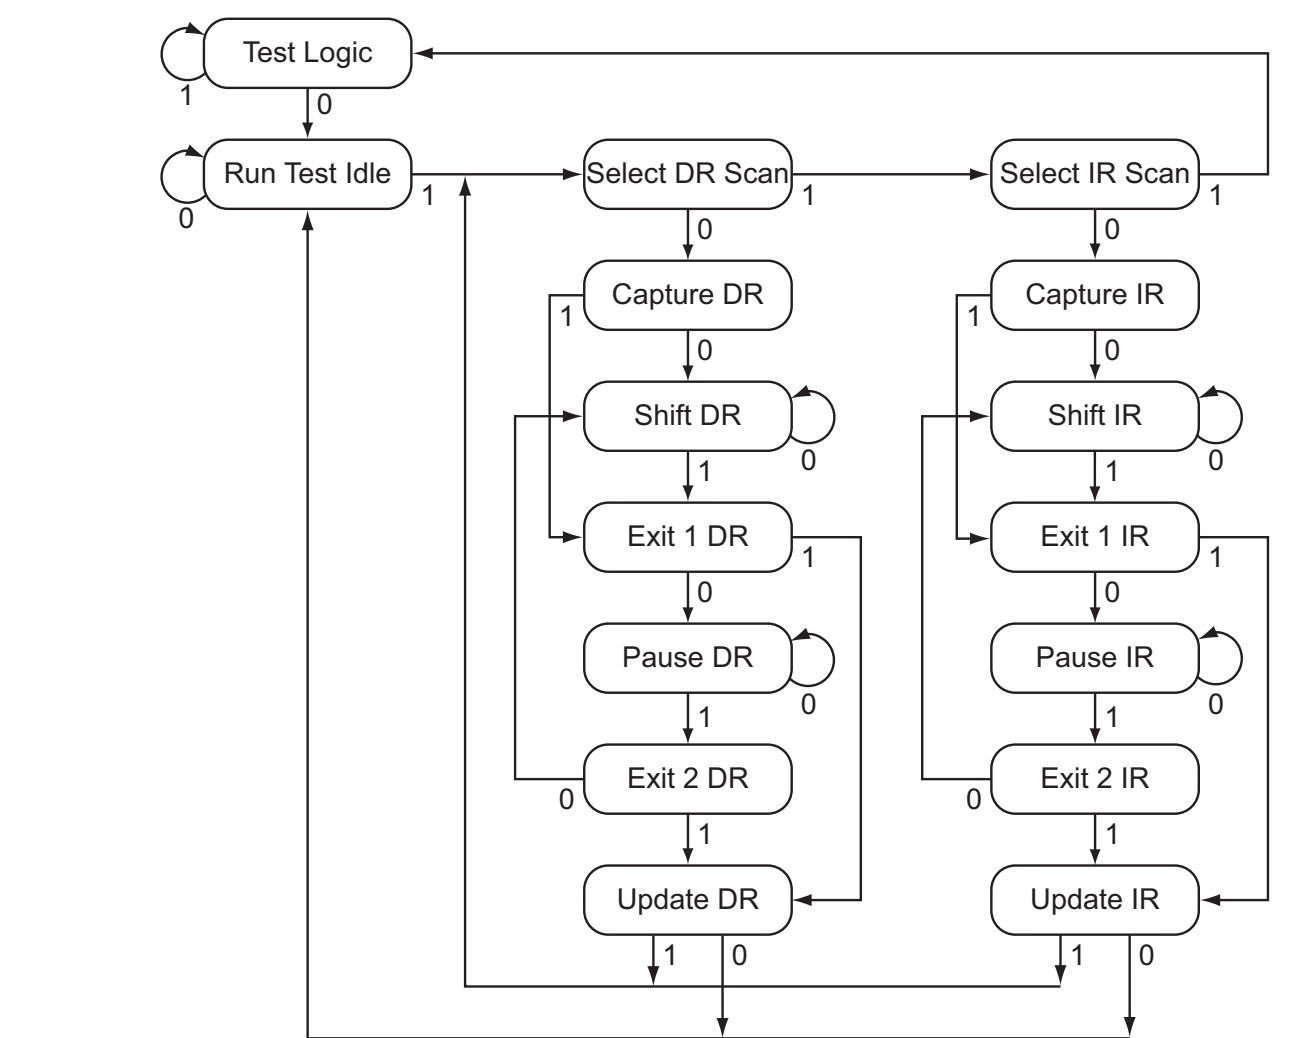 Test Logic
1
0
Run Test Idle
1
0
Select DR Scan
1
0
Select IR Scan
1
0
Capture DR
1
0
Capture IR
1
0
Shift DR
0
1
Shift IR
0
1
Exit 1 DR
1
0
Exit 1 IR
1
0
Pause DR
0
1
Pause IR
0
1
Exit 2 DR
0
1
Exit 2 IR
0
1
Update DR
1
0
Update IR
1
0